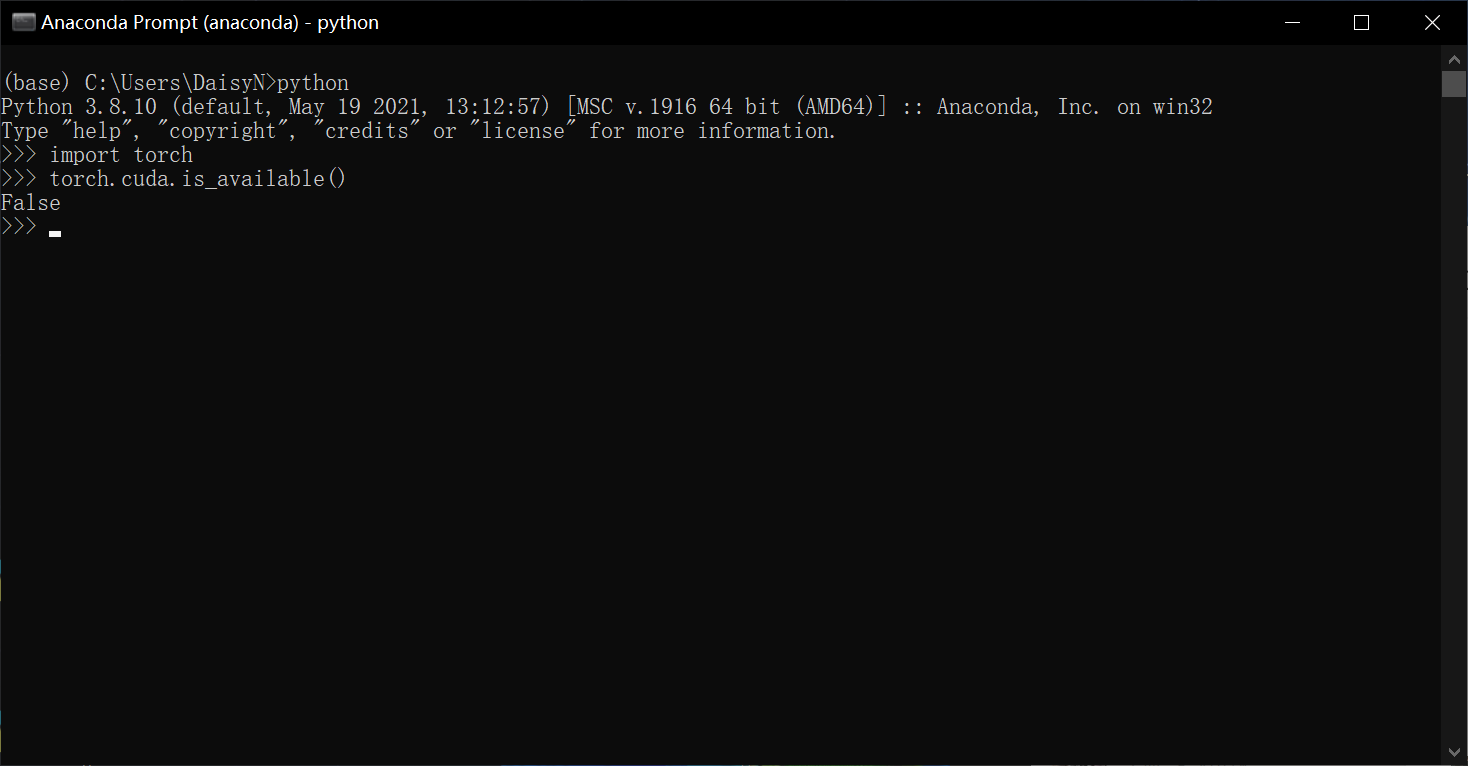 Anaconda Prompt (anaconda) - python
(base) C:\Users\DaisyN>python
Python 3.8.10 (default, May 19 2021, 13:12:57) [MSC v.1916 64 bit (AMD64)] :: Anaconda, Inc. on win32
Type "help", "copyright", "credits" or "license" for more information.
>>> import torch
>>> torch.cuda.is_available()
False
>>>